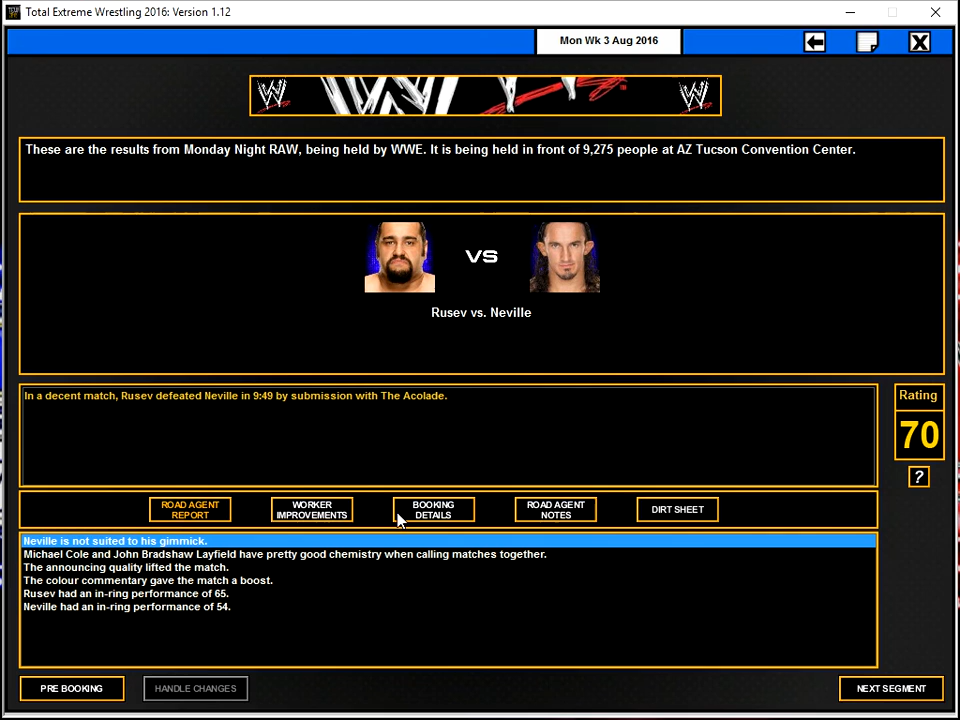 Total Extreme Wrestling 2016: Version 1.12
Mon Wk 3 Aug 2016
These are the results from Monday Night RAW, being held by WWE. It is being held in front of 9,275 people at AZ Tucson Convention Center.
VS
Rusev vs. Neville
In a decent match, Rusev defeated Neville in 9:49 by submission with The Acolade.
Rating
70
?
ROAD AGENT REPORT
WORKER IMPROVEMENTS
BOOKING DETAILS
ROAD AGENT NOTES
DIRT SHEET
Neville is not suited to his gimmick.
Michael Cole and John Bradshaw Layfield have pretty good chemistry when calling matches together.
The announcing quality lifted the match.
The colour commentary gave the match a boost.
Rusev had an in-ring performance of 65.
Neville had an in-ring performance of 54.
PRE BOOKING
HANDLE CHANGES
NEXT SEGMENT